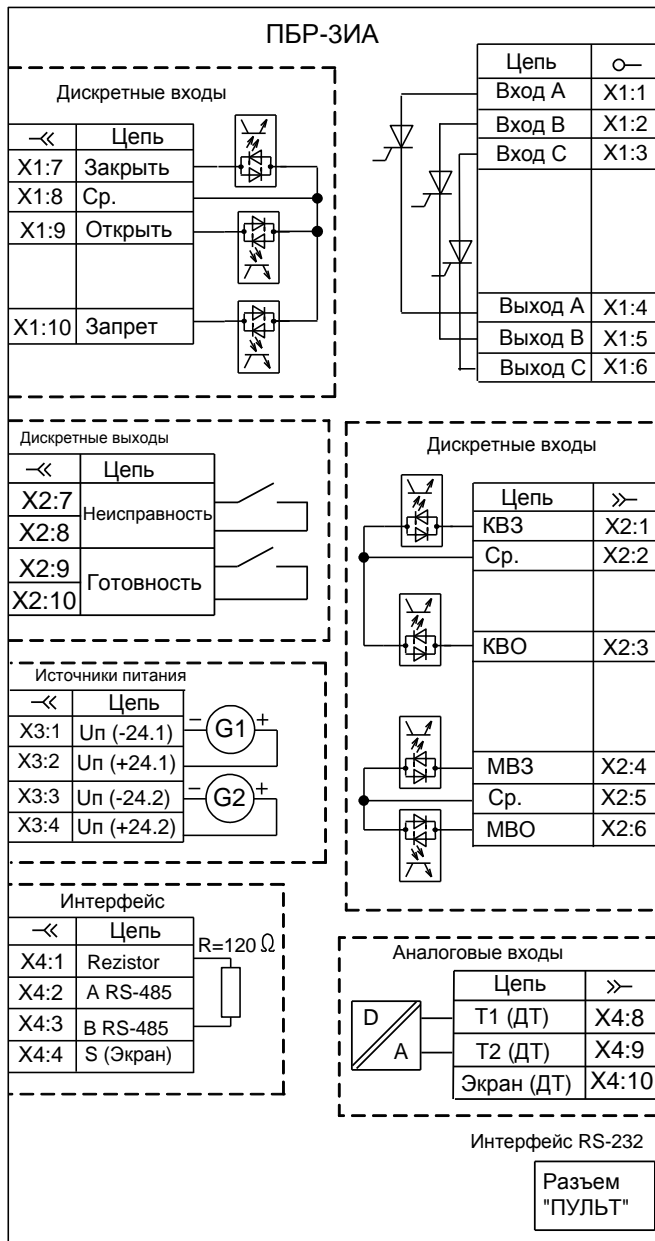 ПБР-3ИА
Дискретные входы
Цепь
X1:7 Закрыть
X1:8 Ср.
X1:9 Открыть
X1:10 Запрет
Цепь
Вход А X1:1
Вход В X1:2
Вход С X1:3
Выход А X1:4
Выход В X1:5
Выход С X1:6
Дискретные выходы
Цепь
X2:7
Неисправность
X2:8
X2:9
Готовность
X2:10
Дискретные входы
Цепь
КВЗ X2:1
Ср. X2:2
КВО X2:3
МВЗ X2:4
Ср. X2:5
МВО X2:6
Источники питания
Цепь
X3:1 Uп (-24.1)
X3:2 Uп (+24.1)
X3:3 Uп (-24.2)
X3:4 Uп (+24.2)
− G1 +
− G2 +
Интерфейс
Цепь
X4:1 Rezistor
X4:2 A RS-485
X4:3 B RS-485
X4:4 S (Экран)
R=120 Ω
Аналоговые входы
D
A
Цепь
T1 (ДТ) X4:8
T2 (ДТ) X4:9
Экран (ДТ) X4:10
Интерфейс RS-232
Разъем
"ПУЛЬТ"